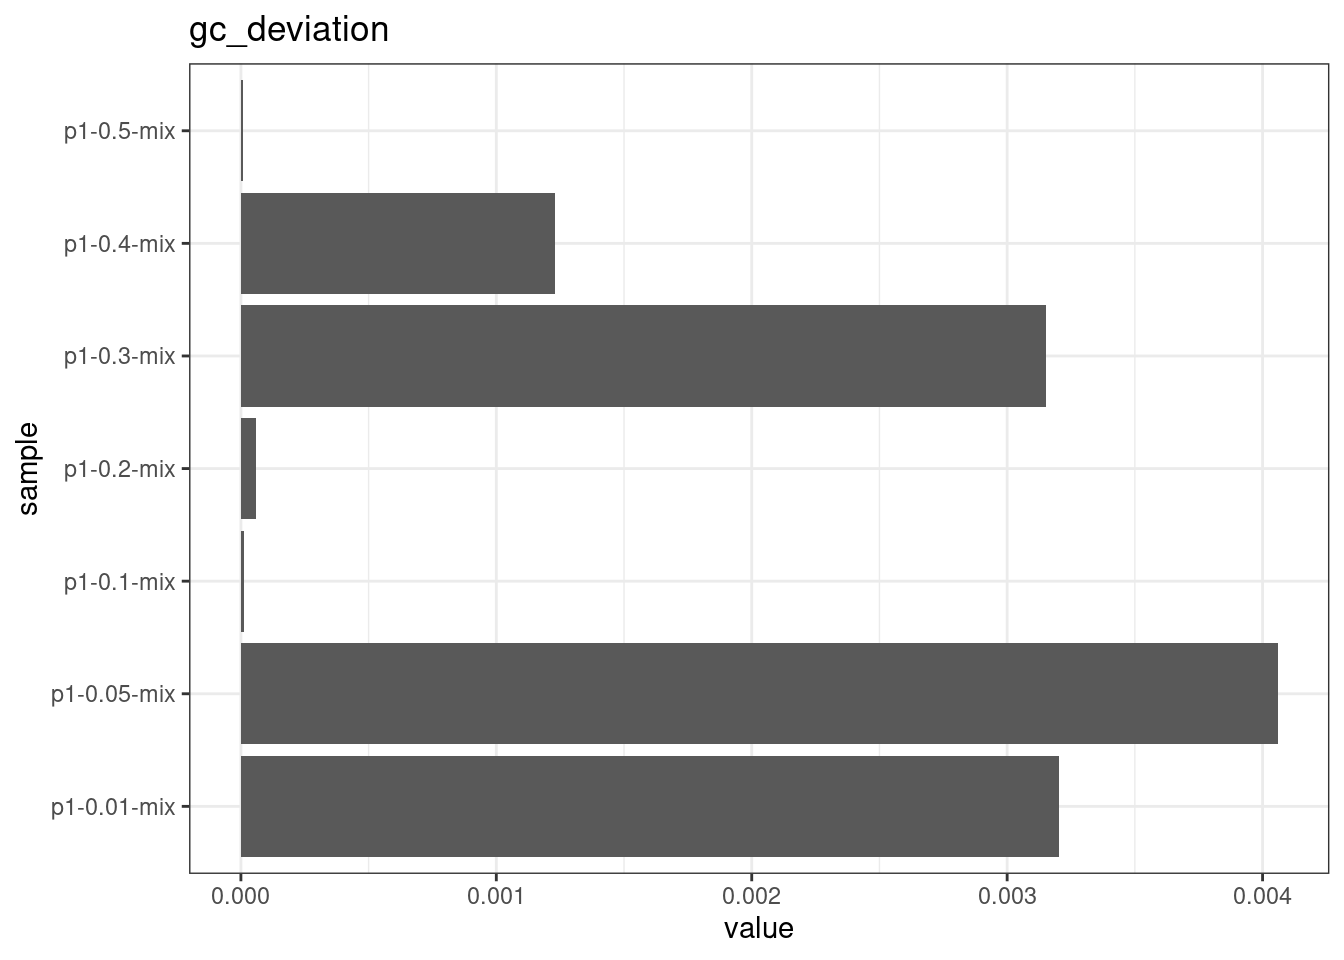 gc_deviation
p1-0.5-mix
p1-0.4-mix
p1-0.3-mix
p1-0.2-mix
p1-0.1-mix
p1-0.05-mix
p1-0.01-mix
sample
0.000 0.001 0.002 0.003 0.004
value